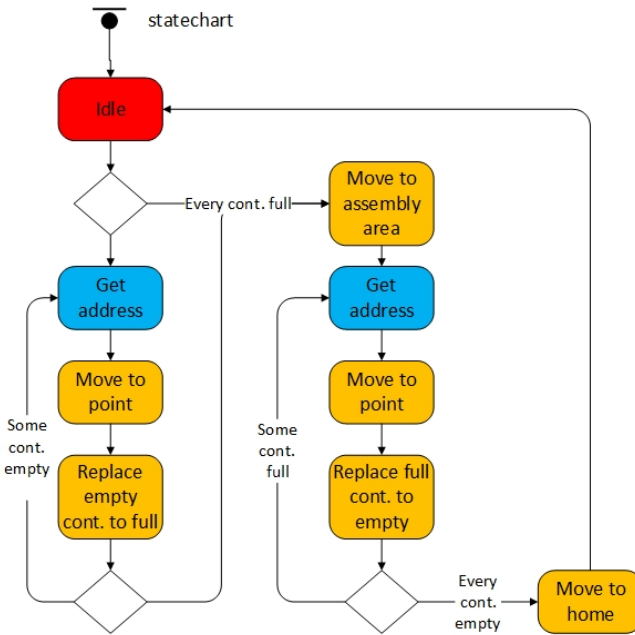 statechart
Idle
Every cont. full
Move to
assembly
area
Get
address
Move to
point
Some
cont.
empty
Replace
empty
cont. to full
Get
address
Move to
point
Some
cont.
full
Replace full
cont. to
empty
Every
cont.
empty
Move to
home